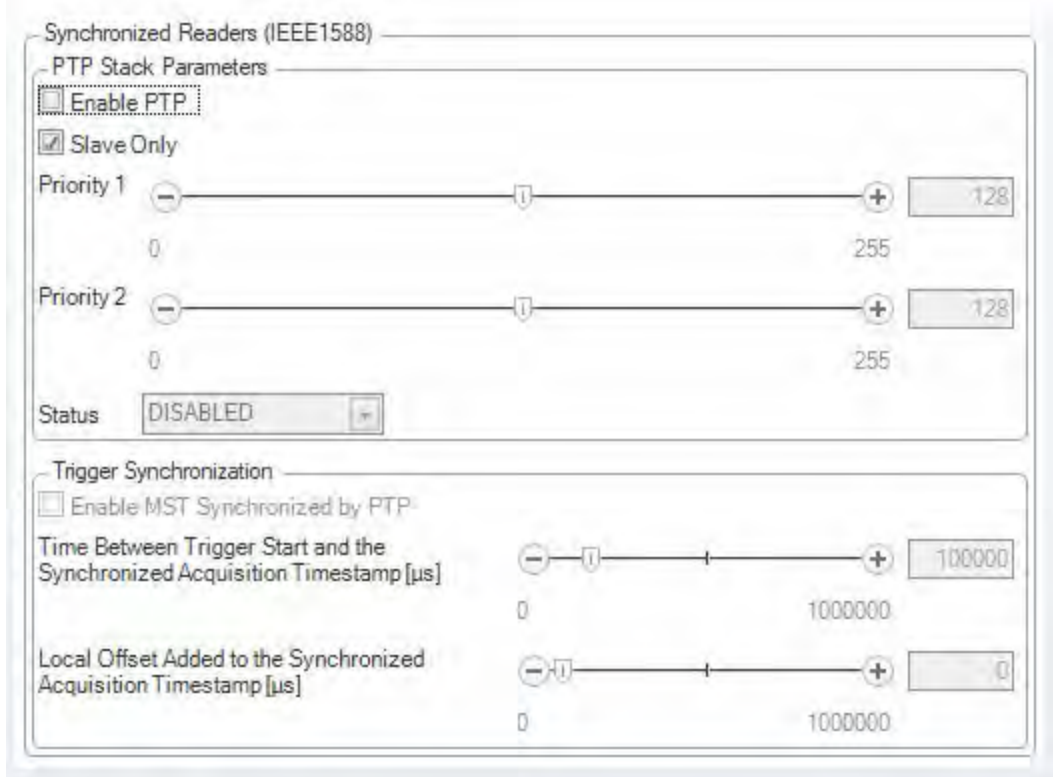 Synchronized Readers (IEEE1588)
PTP Stack Parameters
Enable PTP
Slave Only
Priority 1
128
0
255
Priority 2
128
0
255
Status
DISABLED
Trigger Synchronization
Enable MST Synchronized by PTP
Time Between Trigger Start and the
Synchronized Acquisition Timestamp [µs]
100000
0
1000000
Local Offset Added to the Synchronized
Acquisition Timestamp [µs]
0
0
1000000